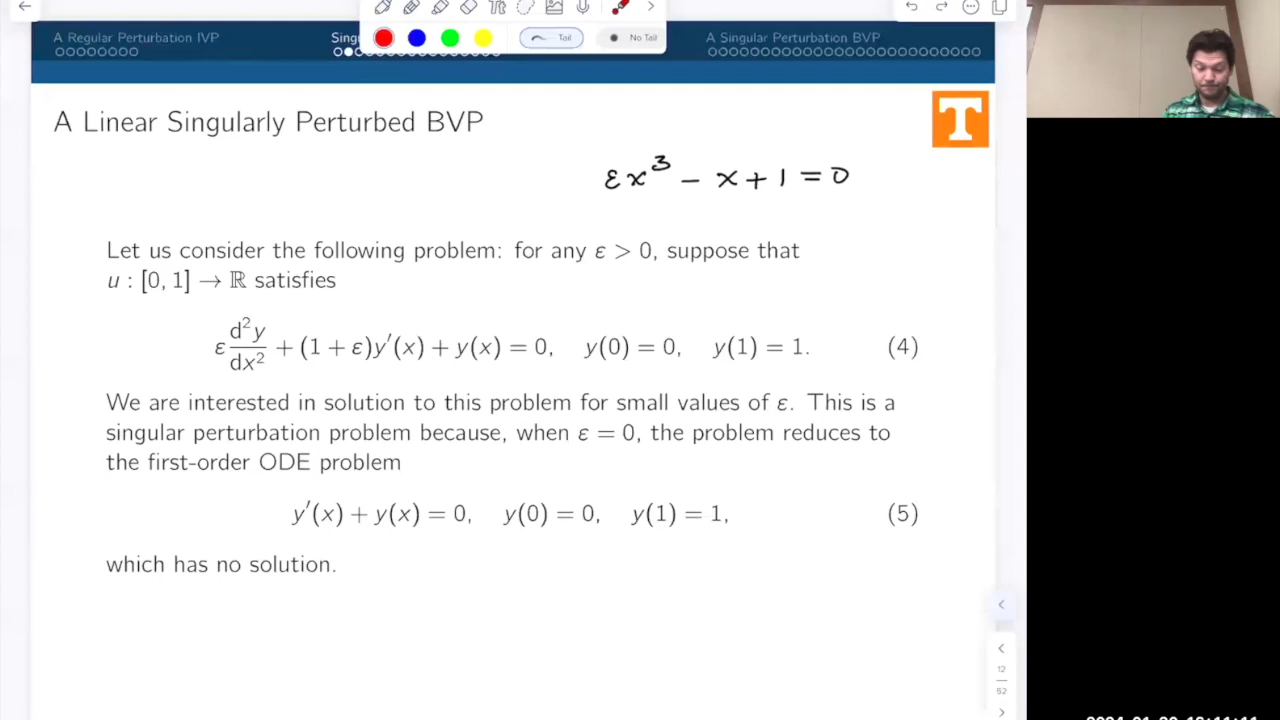 A Regular Perturbation IVP
Sing
A Singular Perturbation BVP
Tail
No Tail
A Linear Singularly Perturbed BVP
T
εx³ − x + 1 = 0
Let us consider the following problem: for any ε > 0, suppose that
u : [0, 1] → ℝ satisfies
ε d²y/dx² + (1 + ε)y′(x) + y(x) = 0, y(0) = 0, y(1) = 1. (4)
We are interested in solution to this problem for small values of ε. This is a
singular perturbation problem because, when ε = 0, the problem reduces to
the first-order ODE problem
y′(x) + y(x) = 0, y(0) = 0, y(1) = 1, (5)
which has no solution.
12
52